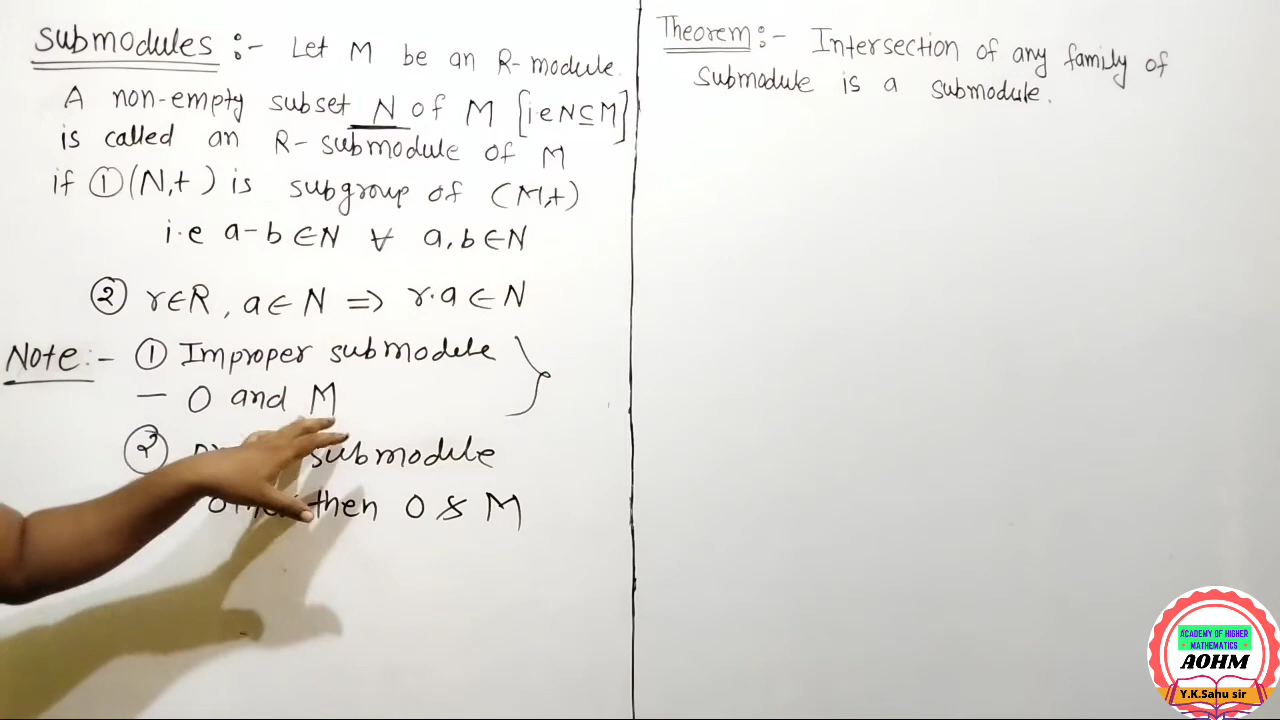 Submodules :- Let M be an R-module.
A non-empty subset N of M [i.e N⊆M]
is called an R-submodule of M
if ① (N,+) is subgroup of (M,+)
i.e a-b ∈ N ∀ a, b ∈ N
② r∈R, a∈N => r.a ∈ N
Note :- ① Improper submodule
- 0 and M
② submodule
then 0 & M
Theorem :- Intersection of any family of
submodule is a submodule.
ACADEMY OF HIGHER
MATHEMATICS
AOHM
Y.K.Sahu sir